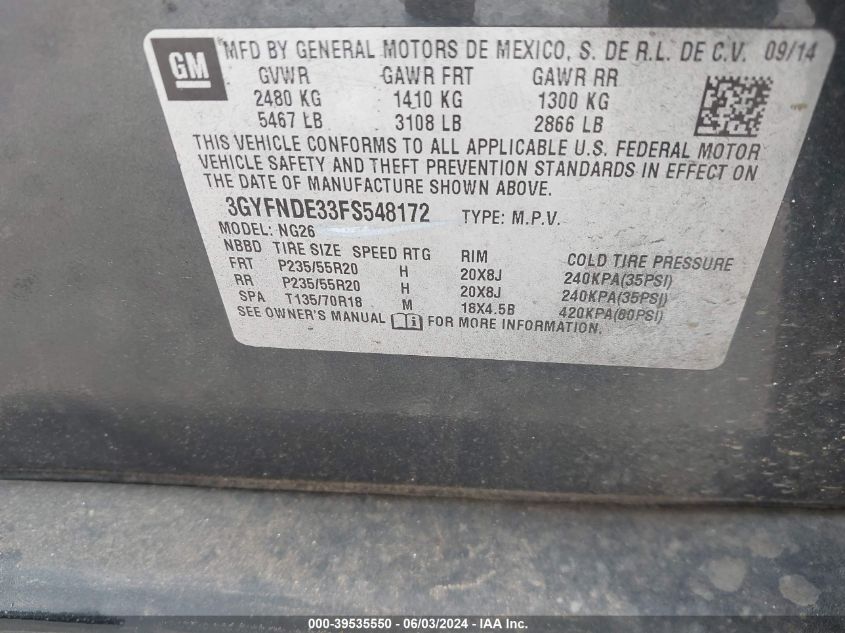 GM
MFD BY GENERAL MOTORS DE MEXICO, S. DE R.L. DE C.V. 09/14
GVWR GAWR FRT GAWR RR
2480 KG 1410 KG 1300 KG
5467 LB 3108 LB 2866 LB
THIS VEHICLE CONFORMS TO ALL APPLICABLE U.S. FEDERAL MOTOR
VEHICLE SAFETY AND THEFT PREVENTION STANDARDS IN EFFECT ON
THE DATE OF MANUFACTURE SHOWN ABOVE.
3GYFNDE33FS548172 TYPE: M.P.V.
MODEL: NG26
NBBD TIRE SIZE SPEED RTG RIM COLD TIRE PRESSURE
FRT P235/55R20 H 20X8J 240KPA(35PSI)
RR P235/55R20 H 20X8J 240KPA(35PSI)
SPA T135/70R18 M 18X4.5B 420KPA(60PSI)
SEE OWNER'S MANUAL i FOR MORE INFORMATION.
000-39535550 - 06/03/2024 - IAA Inc.